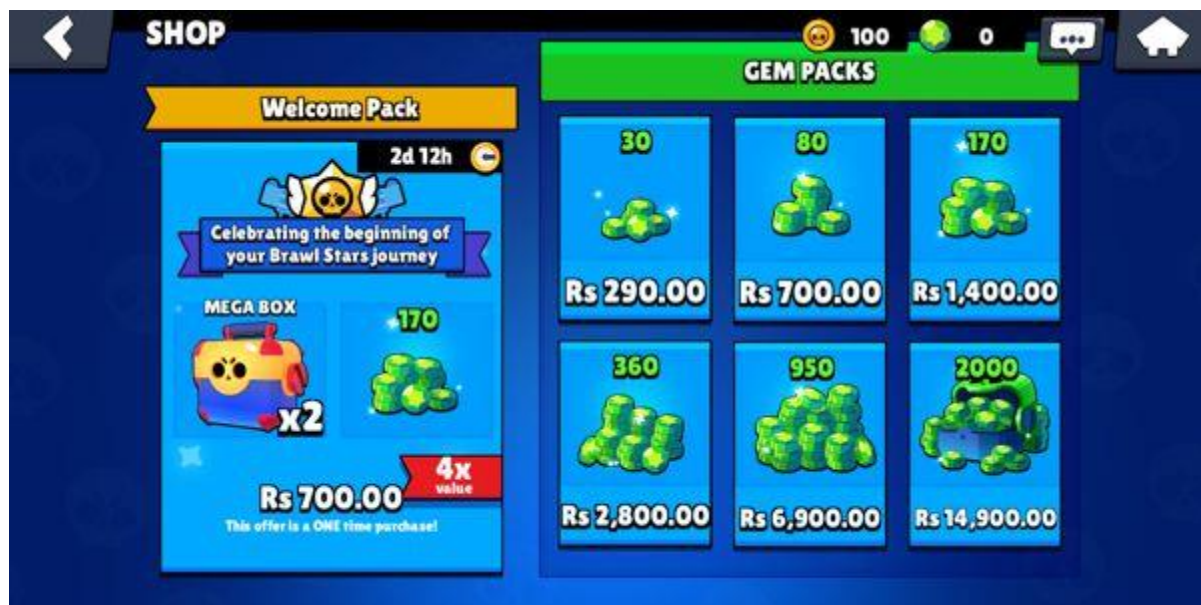 SHOP
100
0
Welcome Pack
2d 12h
Celebrating the beginning of
your Brawl Stars journey
MEGA BOX
x2
170
4x
value
Rs 700.00
This offer is a ONE time purchase!
GEM PACKS
30
Rs 290.00
80
Rs 700.00
170
Rs 1,400.00
360
Rs 2,800.00
950
Rs 6,900.00
2000
Rs 14,900.00